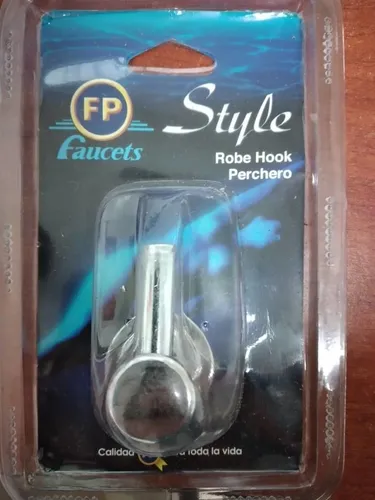 FP
faucets
Style
Robe Hook
Perchero
Calidad
toda la vida